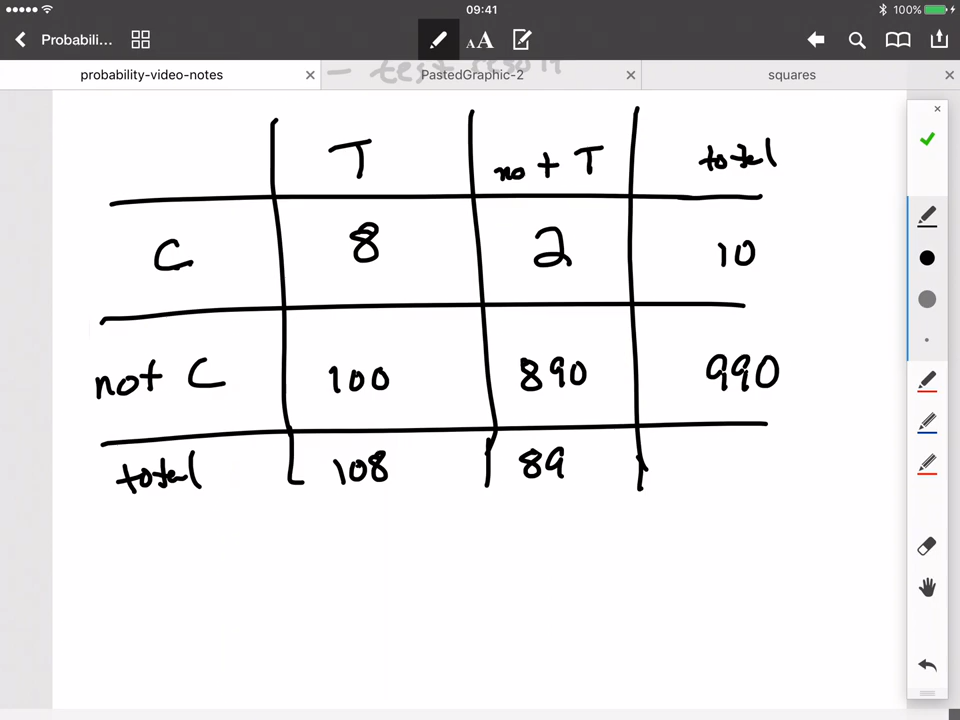 09:41
100%
Probabili...
AA
probability-video-notes
PastedGraphic-2
squares
T
not T
total
C
8
2
10
not C
100
890
990
total
108
89